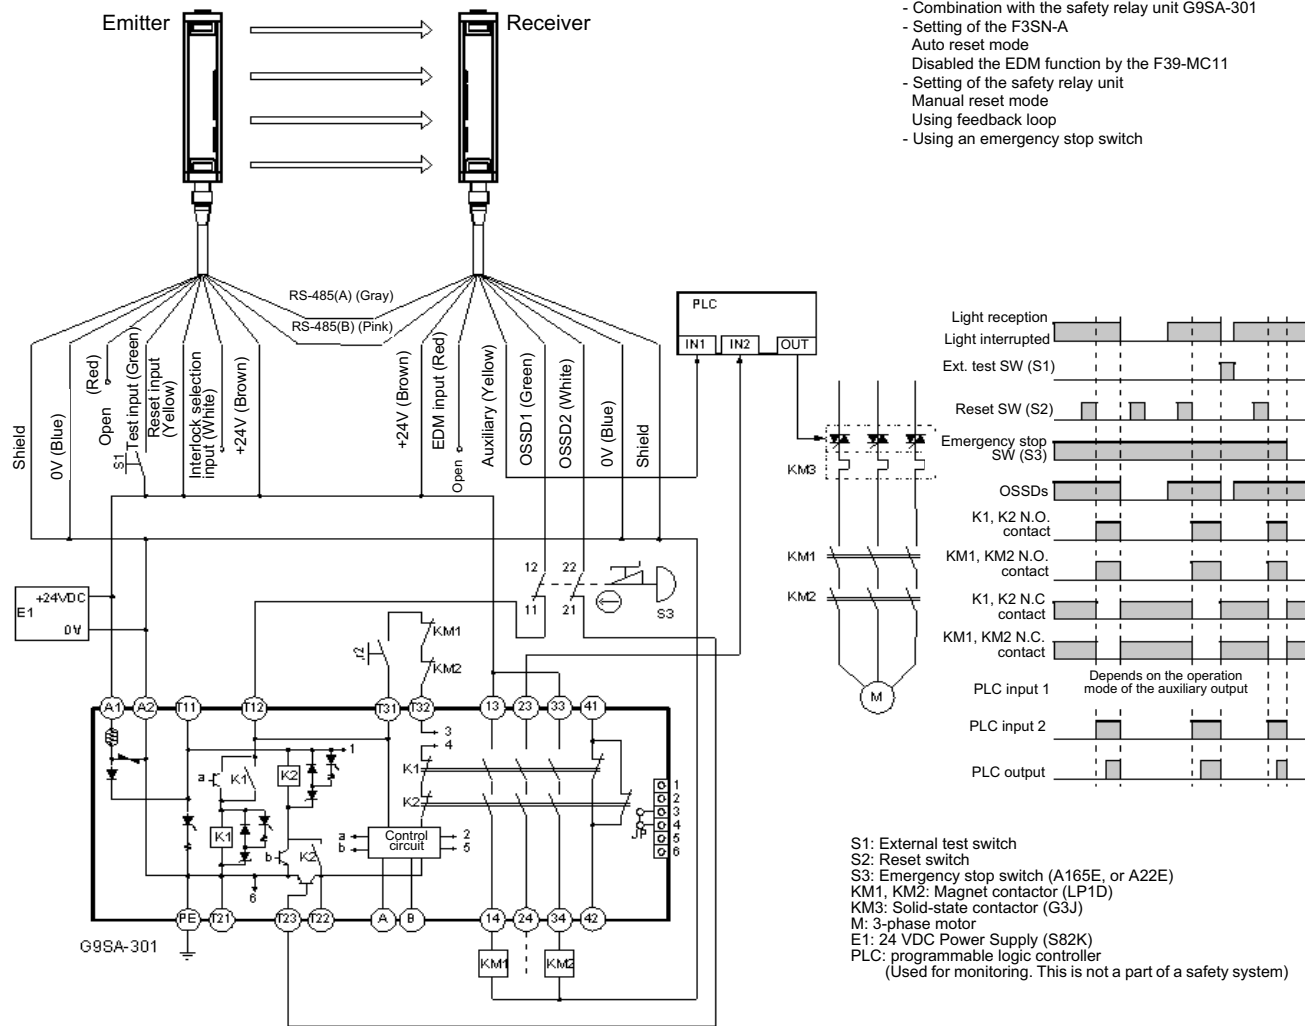 Emitter
Receiver
- Combination with the safety relay unit G9SA-301
- Setting of the F3SN-A
Auto reset mode
Disabled the EDM function by the F39-MC11
- Setting of the safety relay unit
Manual reset mode
Using feedback loop
- Using an emergency stop switch
RS-485(A) (Gray)
RS-485(B) (Pink)
Shield
0V (Blue)
Open
(Red)
S1
Test input (Green)
Reset input
(Yellow)
Interlock selection
input (White)
+24V (Brown)
+24V (Brown)
EDM input (Red)
Open
Auxiliary (Yellow)
OSSD1 (Green)
OSSD2 (White)
0V (Blue)
Shield
PLC
IN1
IN2
OUT
KM3
KM1
KM2
M
+24VDC
E1
0V
12
22
11
21
S3
r2
KM1
KM2
A1
A2
T11
T12
T31
T32
13
23
33
41
3
4
1
a
K1
K2
K1
K2
K1
b
K2
a
b
Control
circuit
2
5
6
JP
1
2
3
4
5
6
PE
T21
T23
T22
A
B
14
24
34
42
G9SA-301
KM1
KM2
Light reception
Light interrupted
Ext. test SW (S1)
Reset SW (S2)
Emergency stop
SW (S3)
OSSDs
K1, K2 N.O.
contact
KM1, KM2 N.O.
contact
K1, K2 N.C
contact
KM1, KM2 N.C.
contact
PLC input 1
Depends on the operation
mode of the auxiliary output
PLC input 2
PLC output
S1: External test switch
S2: Reset switch
S3: Emergency stop switch (A165E, or A22E)
KM1, KM2: Magnet contactor (LP1D)
KM3: Solid-state contactor (G3J)
M: 3-phase motor
E1: 24 VDC Power Supply (S82K)
PLC: programmable logic controller
(Used for monitoring. This is not a part of a safety system)